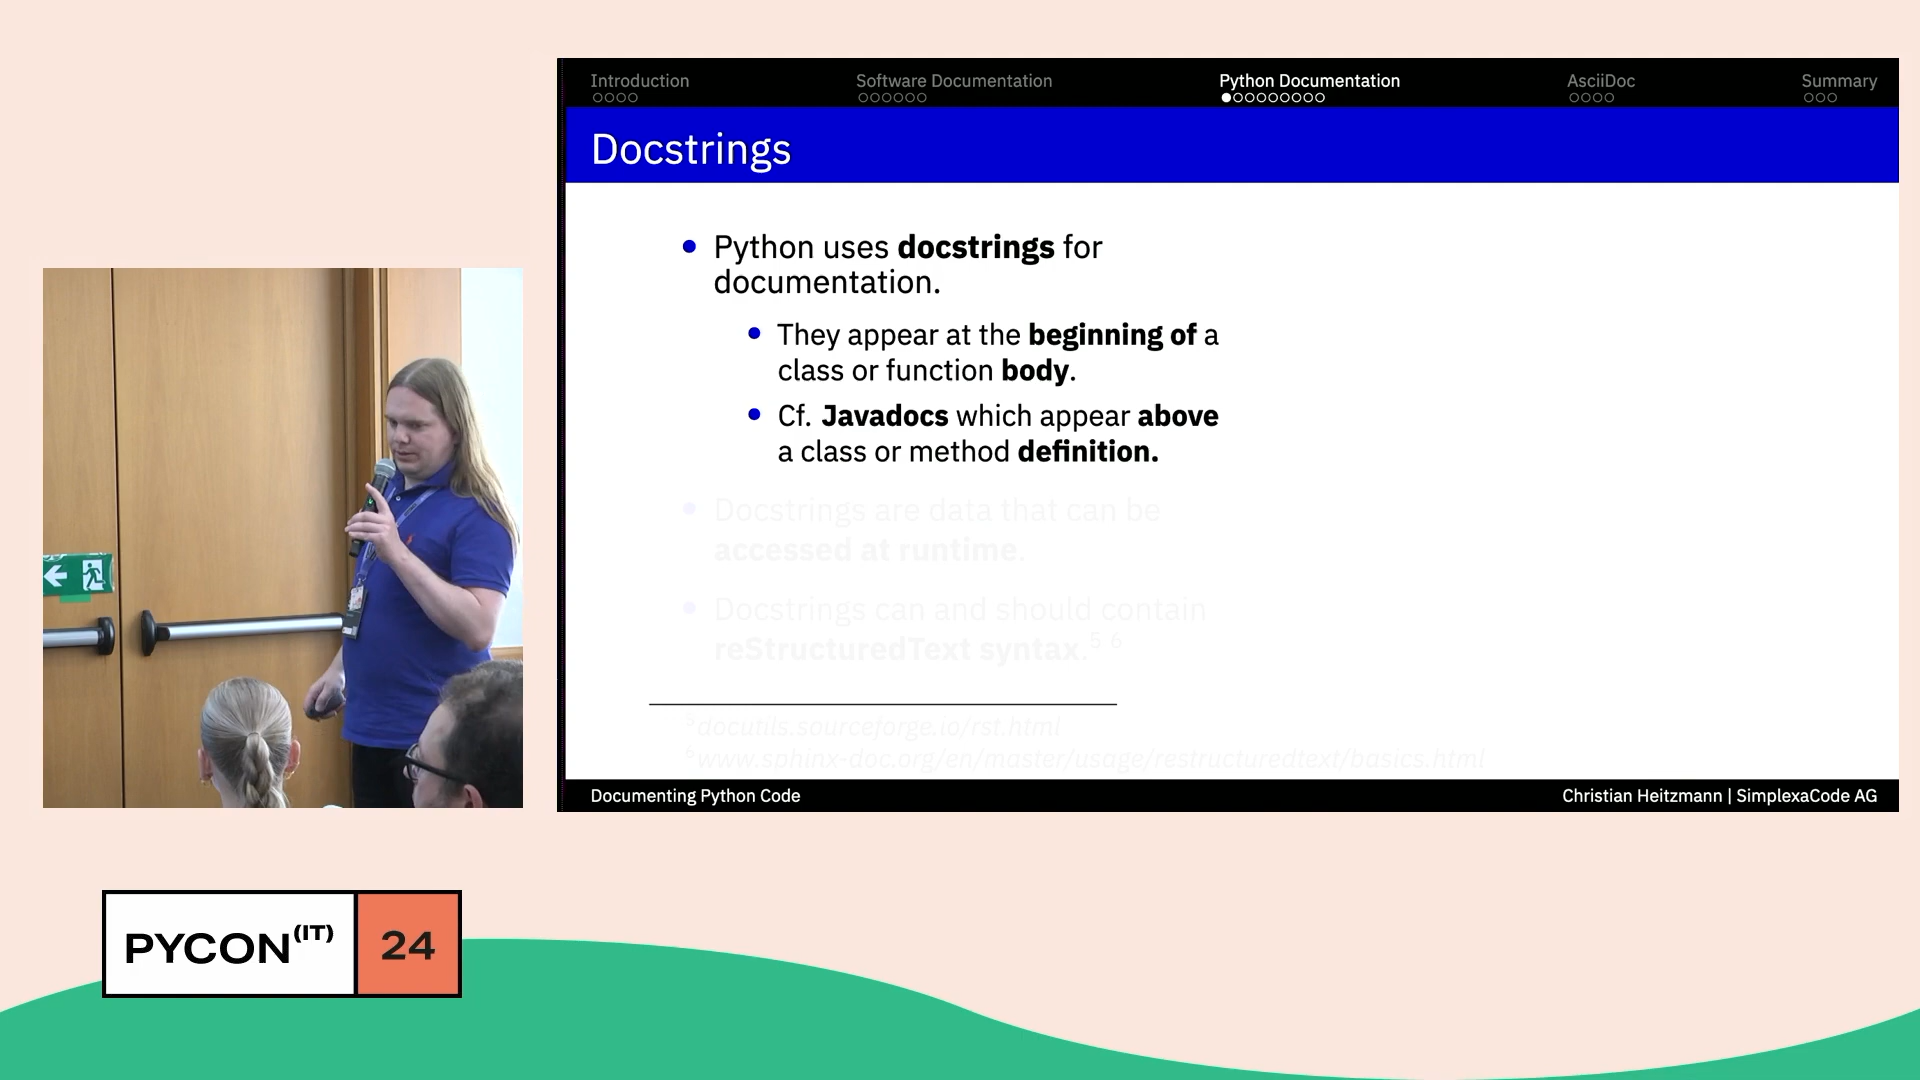 Introduction
Software Documentation
Python Documentation
AsciiDoc
Summary
Docstrings
Python uses docstrings for
documentation.
They appear at the beginning of a
class or function body.
Cf. Javadocs which appear above
a class or method definition.
Docstrings are data that can be
accessed at runtime.
Docstrings can and should contain
reStructuredText syntax.5 6
5docutils.sourceforge.io/rst.html
6www.sphinx-doc.org/en/master/usage/restructuredtext/basics.html
Documenting Python Code
Christian Heitzmann | SimplexaCode AG
PYCON(IT) 24